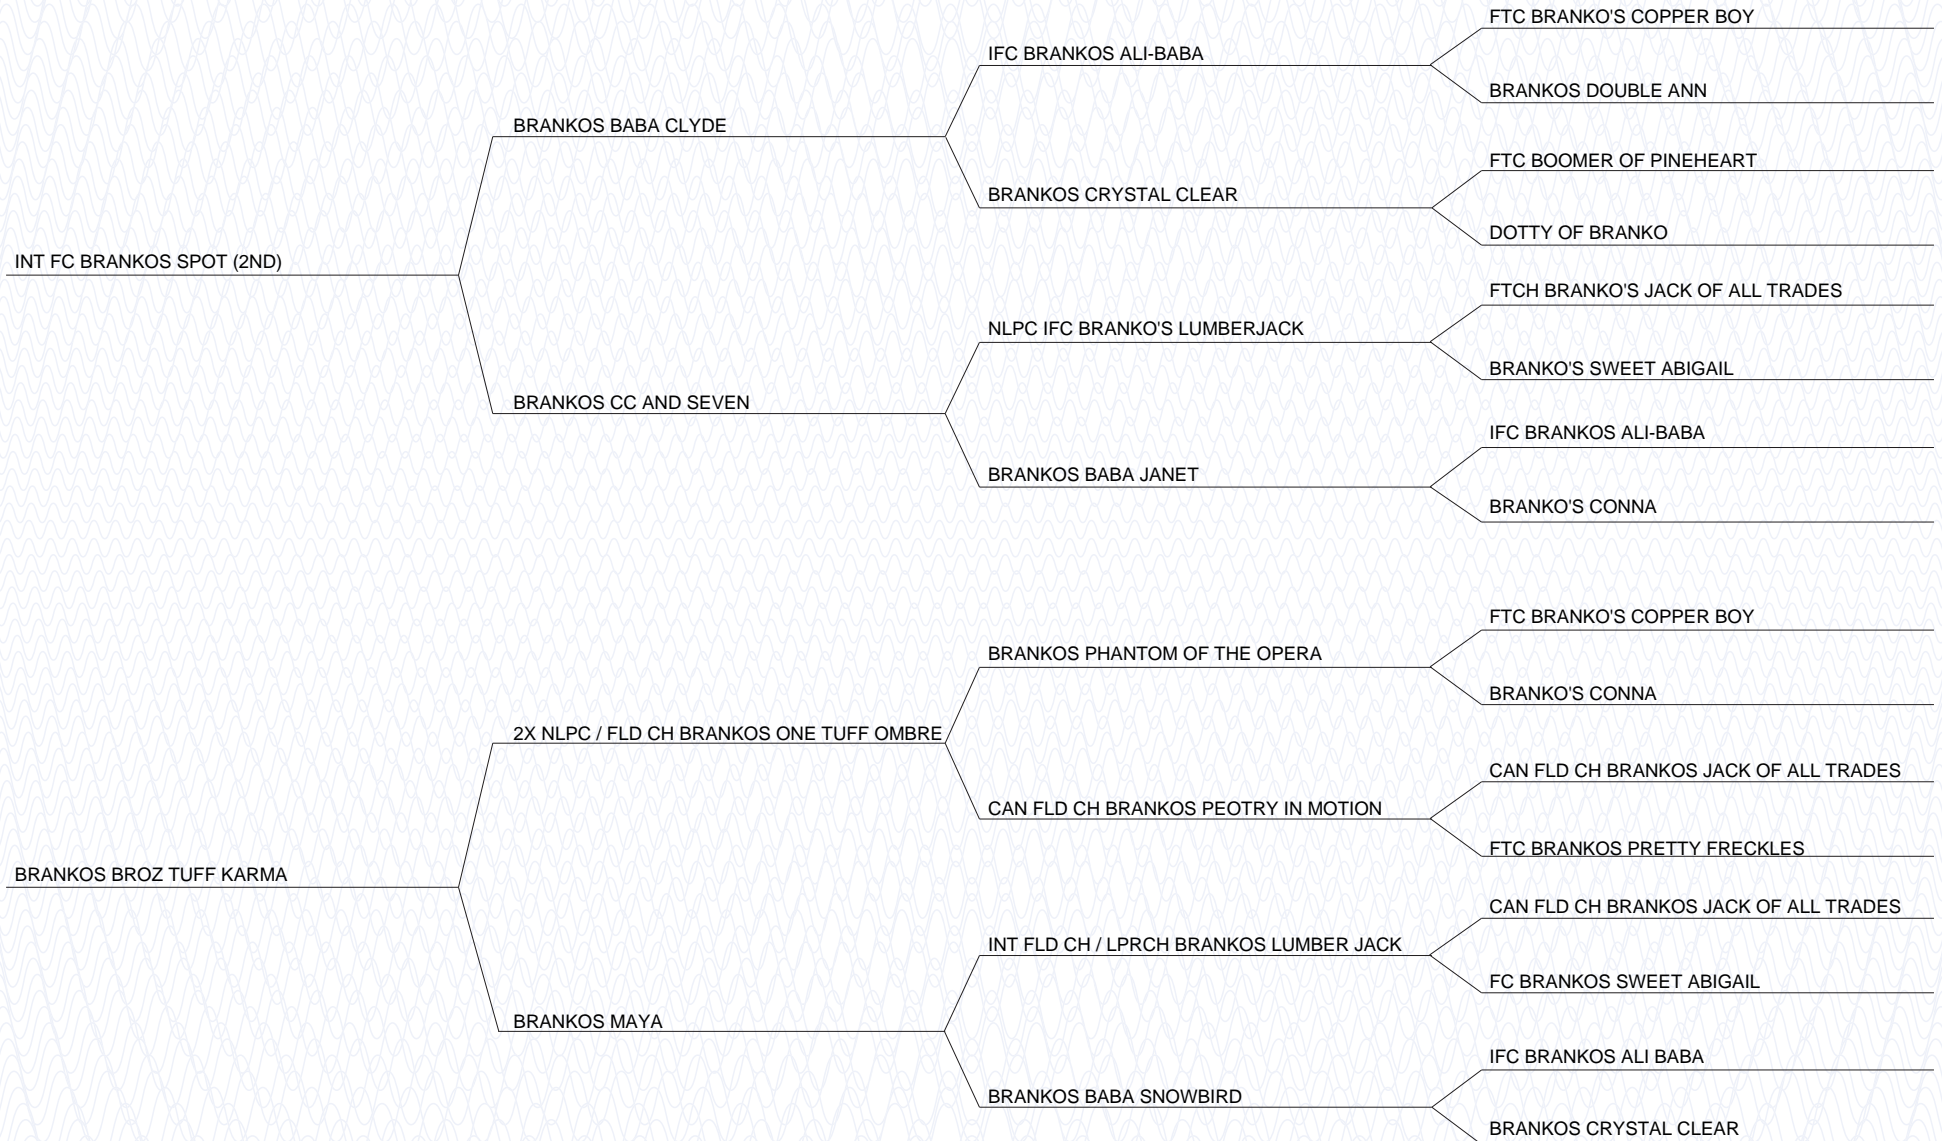 FTC BRANKO'S COPPER BOY
IFC BRANKOS ALI-BABA
BRANKOS DOUBLE ANN
BRANKOS BABA CLYDE
FTC BOOMER OF PINEHEART
BRANKOS CRYSTAL CLEAR
DOTTY OF BRANKO
INT FC BRANKOS SPOT (2ND)
FTCH BRANKO'S JACK OF ALL TRADES
NLPC IFC BRANKO'S LUMBERJACK
BRANKO'S SWEET ABIGAIL
BRANKOS CC AND SEVEN
IFC BRANKOS ALI-BABA
BRANKOS BABA JANET
BRANKO'S CONNA
FTC BRANKO'S COPPER BOY
BRANKOS PHANTOM OF THE OPERA
BRANKO'S CONNA
2X NLPC / FLD CH BRANKOS ONE TUFF OMBRE
CAN FLD CH BRANKOS JACK OF ALL TRADES
CAN FLD CH BRANKOS PEOTRY IN MOTION
FTC BRANKOS PRETTY FRECKLES
BRANKOS BROZ TUFF KARMA
CAN FLD CH BRANKOS JACK OF ALL TRADES
INT FLD CH / LPRCH BRANKOS LUMBER JACK
FC BRANKOS SWEET ABIGAIL
BRANKOS MAYA
IFC BRANKOS ALI BABA
BRANKOS BABA SNOWBIRD
BRANKOS CRYSTAL CLEAR